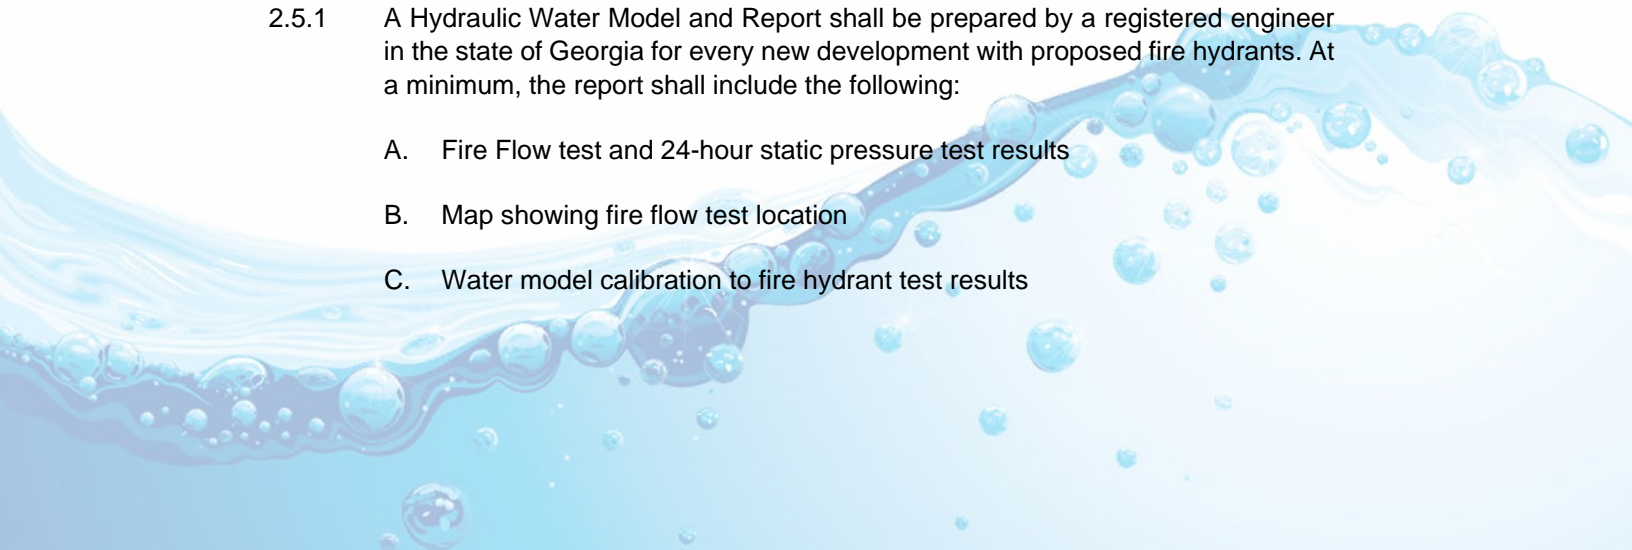 2.5.1 A Hydraulic Water Model and Report shall be prepared by a registered engineer
in the state of Georgia for every new development with proposed fire hydrants. At
a minimum, the report shall include the following:
A. Fire Flow test and 24-hour static pressure test results
B. Map showing fire flow test location
C. Water model calibration to fire hydrant test results